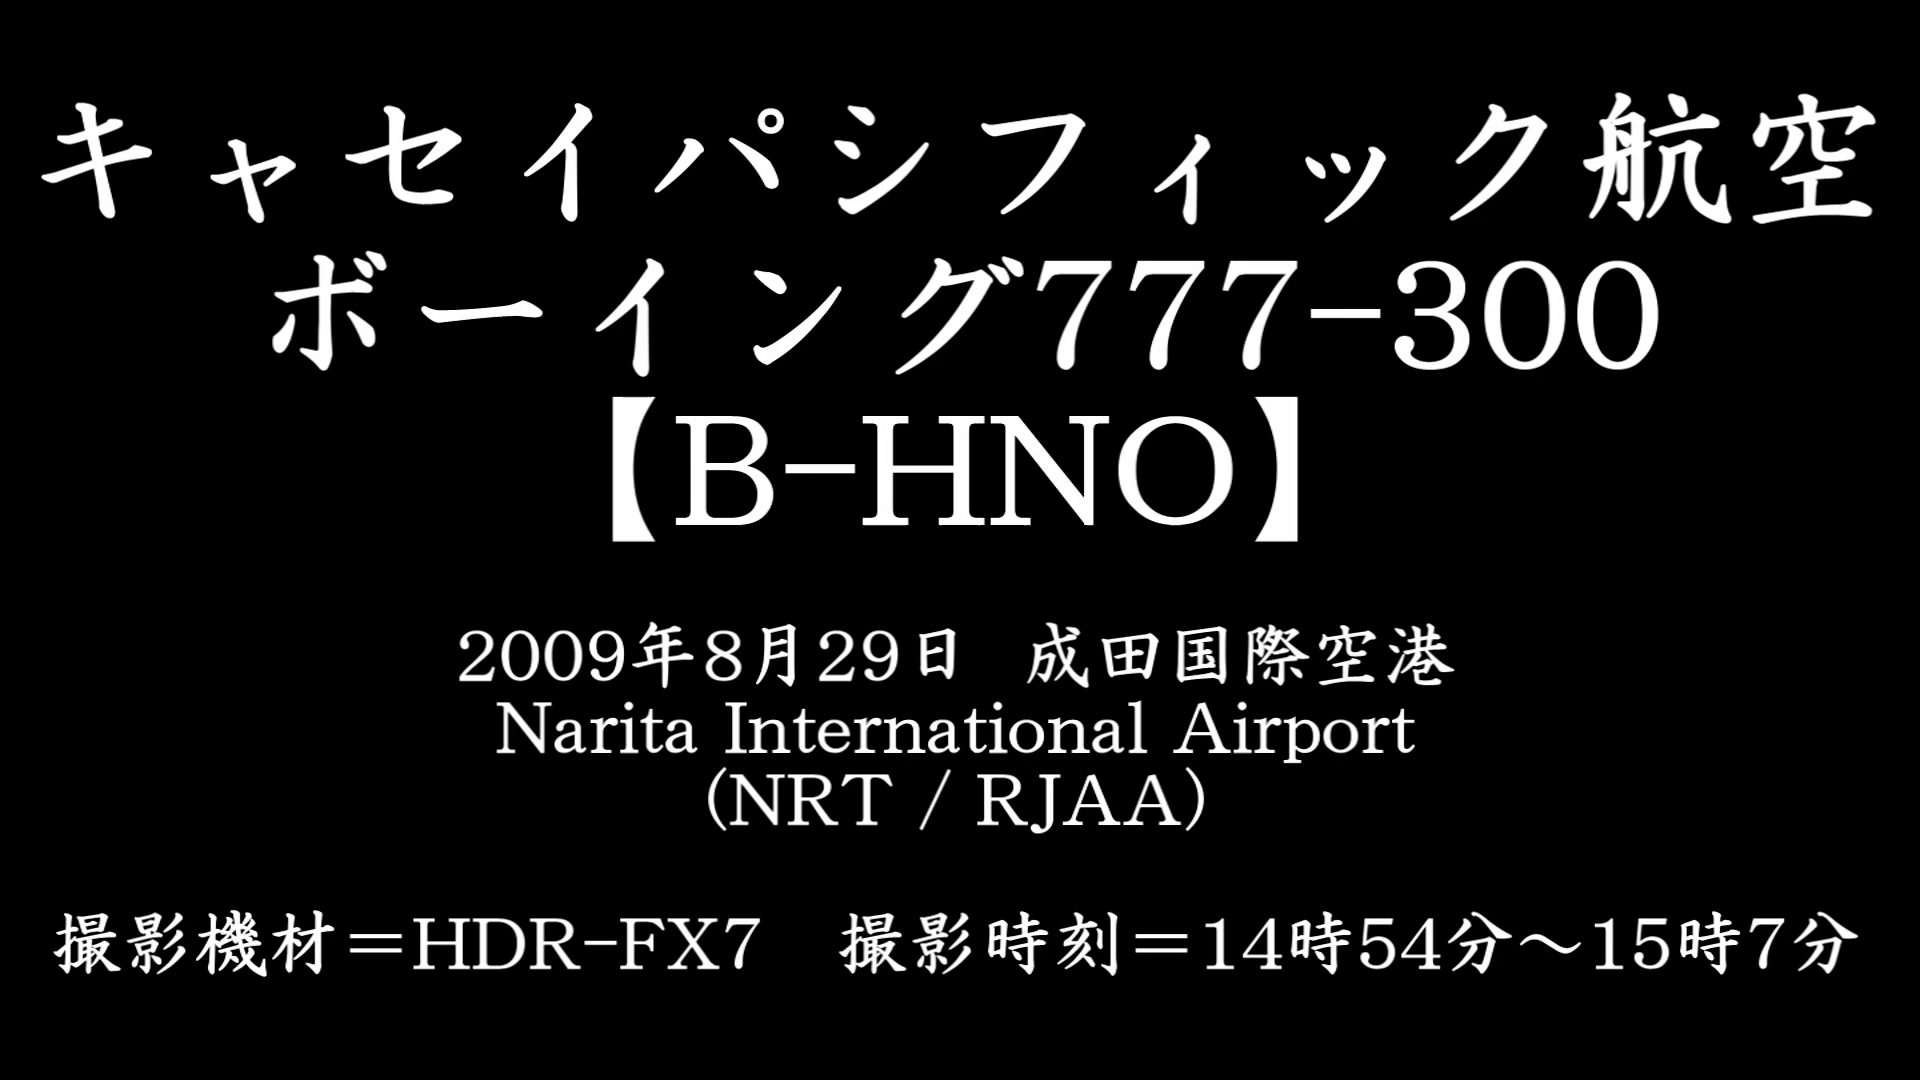 キャセイパシフィック航空
ボーイング777-300
【B-HNO】
2009年8月29日　成田国際空港
Narita International Airport
(NRT / RJAA)
撮影機材＝HDR-FX7　撮影時刻＝14時54分～15時7分